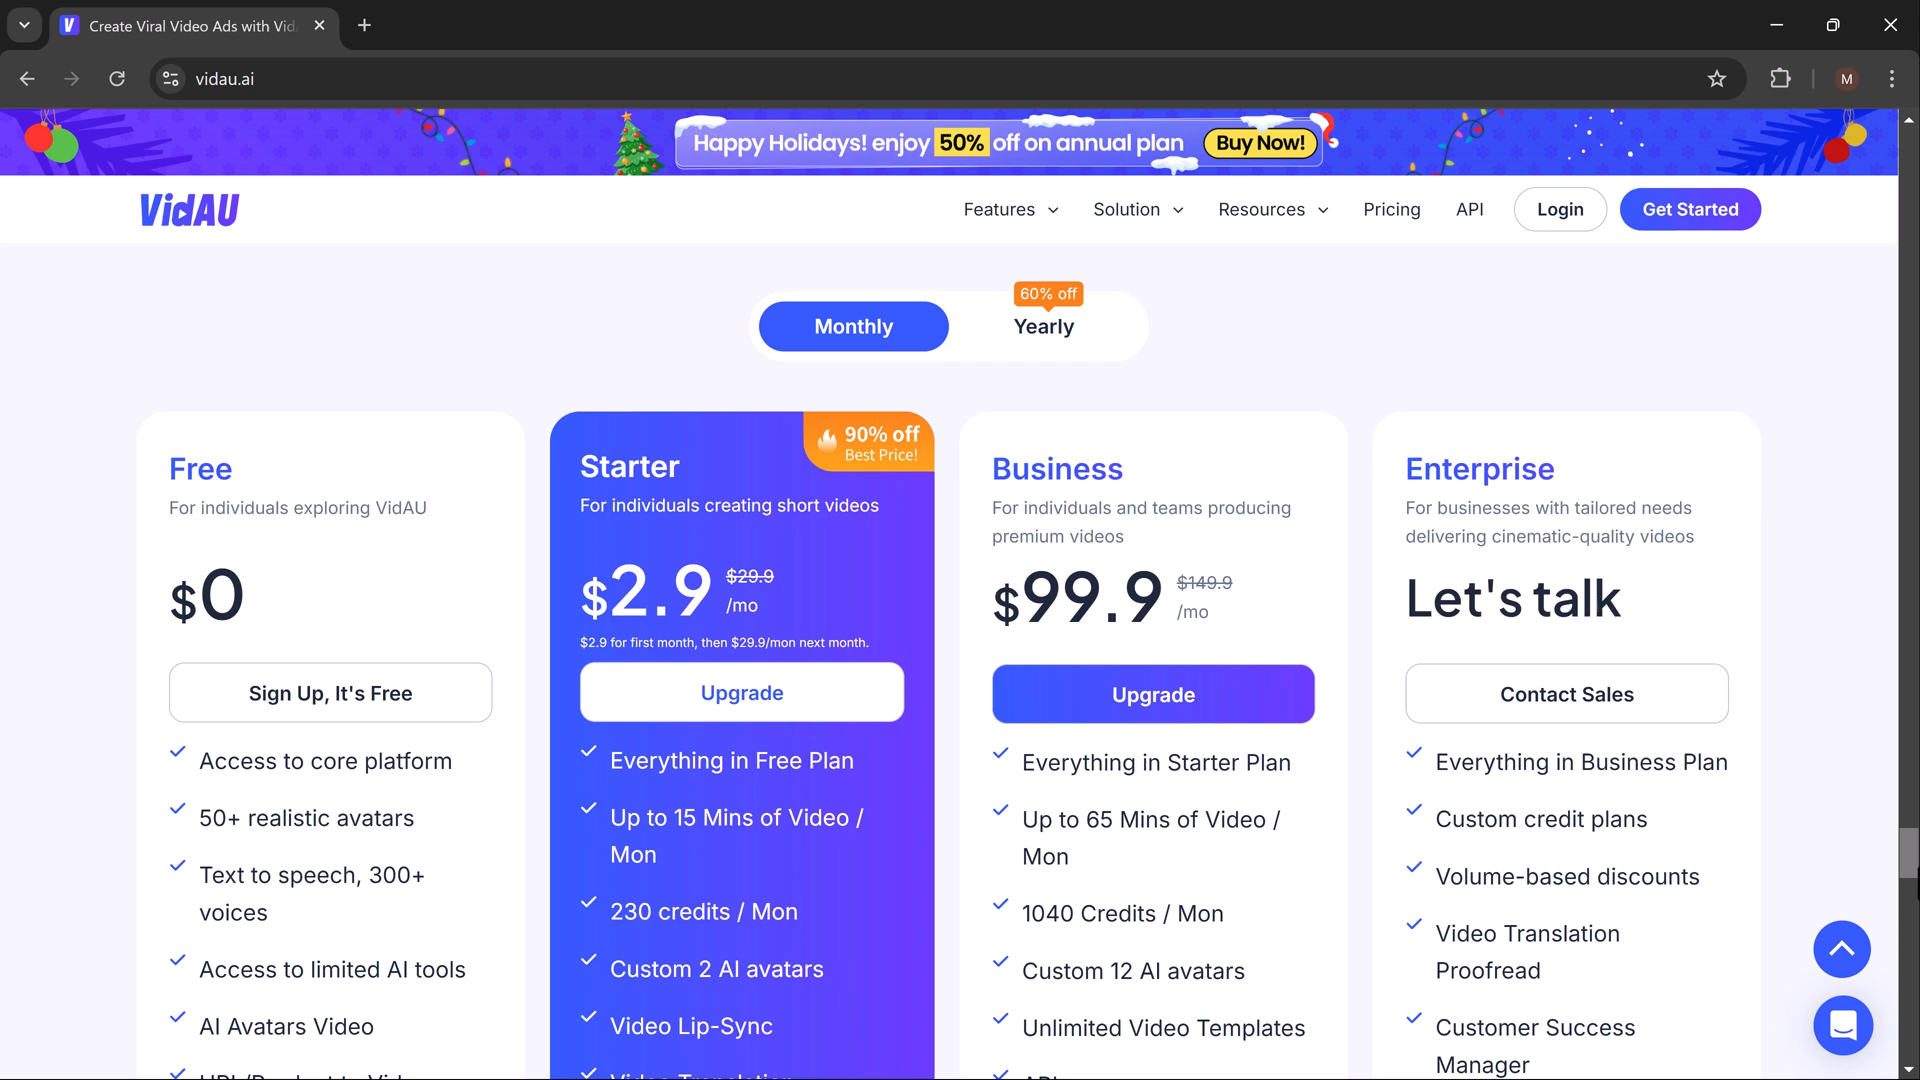 Create Viral Video Ads with Vid
M
vidau.ai
Happy Holidays! enjoy 50% off on annual plan Buy Now!
VidAU
Features Solution Resources Pricing API Login Get Started
60% off
Monthly Yearly
Free
For individuals exploring VidAU
$0
Sign Up, It's Free
Access to core platform
50+ realistic avatars
Text to speech, 300+
voices
Access to limited AI tools
AI Avatars Video
90% off
Best Price!
Starter
For individuals creating short videos
$2.9 $29.9
/mo
$2.9 for first month, then $29.9/mon next month.
Upgrade
Everything in Free Plan
Up to 15 Mins of Video /
Mon
230 credits / Mon
Custom 2 AI avatars
Video Lip-Sync
Video Translation
Business
For individuals and teams producing
premium videos
$99.9 $149.9
/mo
Upgrade
Everything in Starter Plan
Up to 65 Mins of Video /
Mon
1040 Credits / Mon
Custom 12 AI avatars
Unlimited Video Templates
Enterprise
For businesses with tailored needs
delivering cinematic-quality videos
Let's talk
Contact Sales
Everything in Business Plan
Custom credit plans
Volume-based discounts
Video Translation
Proofread
Customer Success
Manager